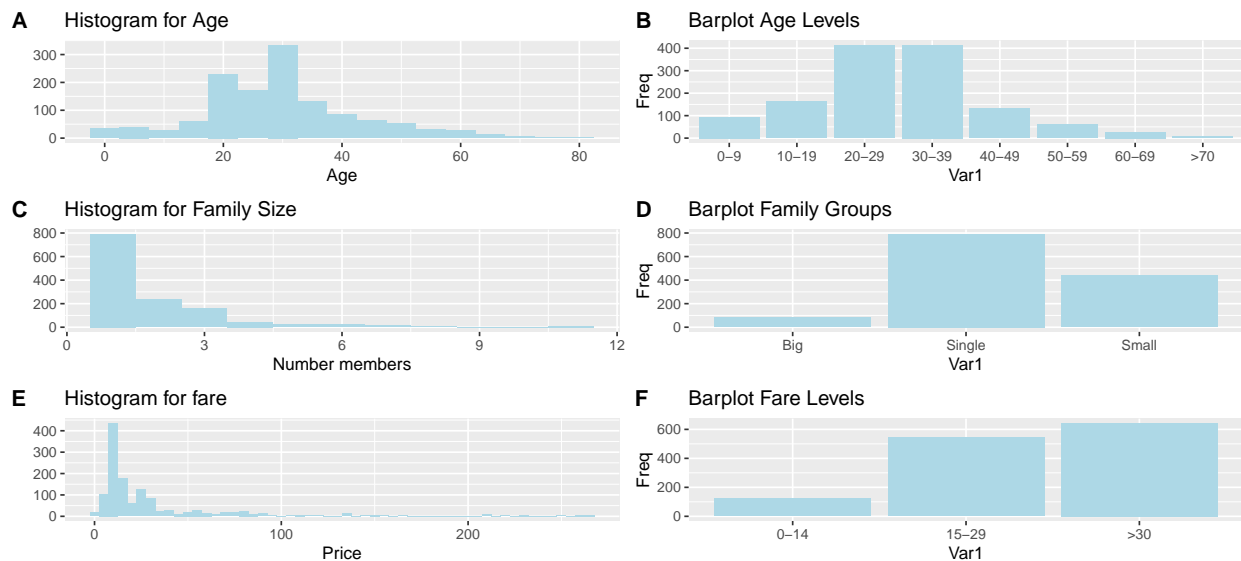 A Histogram for Age
300
200
100
0
0 20 40 60 80
Age
B Barplot Age Levels
Freq
400
300
200
100
0
0–9 10–19 20–29 30–39 40–49 50–59 60–69 >70
Var1
C Histogram for Family Size
800
600
400
200
0
0 3 6 9 12
Number members
D Barplot Family Groups
Freq
800
600
400
200
0
Big Single Small
Var1
E Histogram for fare
400
300
200
100
0
0 100 200
Price
F Barplot Fare Levels
Freq
600
400
200
0
0–14 15–29 >30
Var1